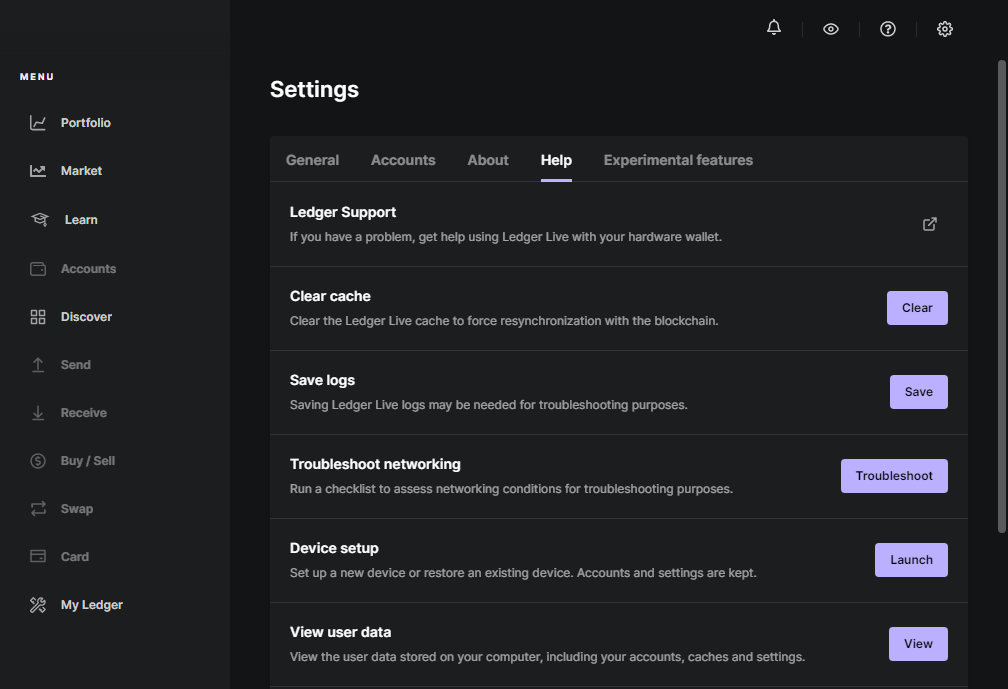 MENU
Portfolio
Market
Learn
Accounts
Discover
Send
Receive
Buy / Sell
Swap
Card
My Ledger
Settings
General Accounts About Help Experimental features
Ledger Support
If you have a problem, get help using Ledger Live with your hardware wallet.
Clear cache
Clear the Ledger Live cache to force resynchronization with the blockchain.
Clear
Save logs
Saving Ledger Live logs may be needed for troubleshooting purposes.
Save
Troubleshoot networking
Run a checklist to assess networking conditions for troubleshooting purposes.
Troubleshoot
Device setup
Set up a new device or restore an existing device. Accounts and settings are kept.
Launch
View user data
View the user data stored on your computer, including your accounts, caches and settings.
View